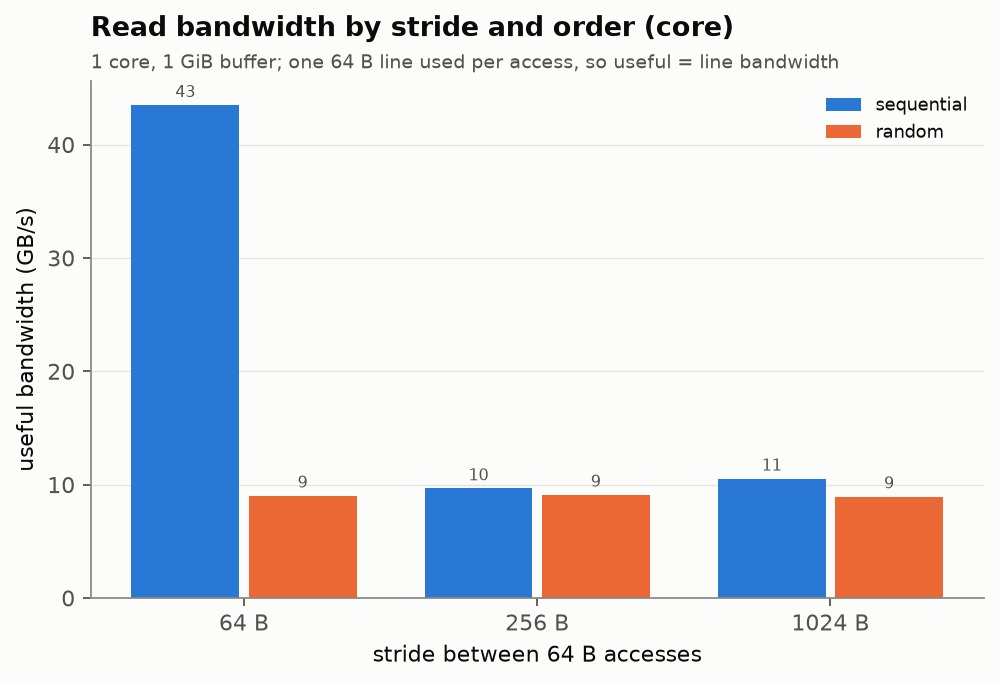 Read bandwidth by stride and order (core)
1 core, 1 GiB buffer; one 64 B line used per access, so useful = line bandwidth
sequential
random
useful bandwidth (GB/s)
40
30
20
10
0
43
9
10
9
11
9
64 B
256 B
1024 B
stride between 64 B accesses